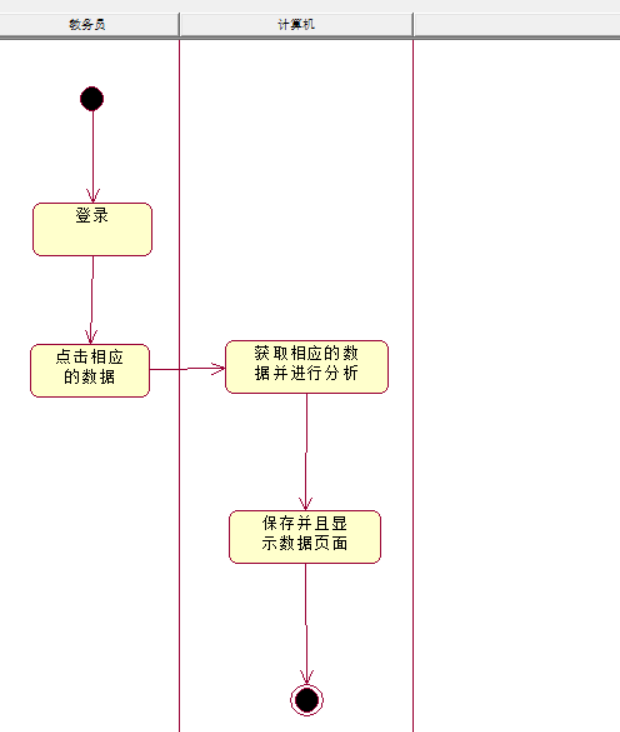 教务员
计算机
登录
点击相应
的数据
获取相应的数
据并进行分析
保存并且显
示数据页面